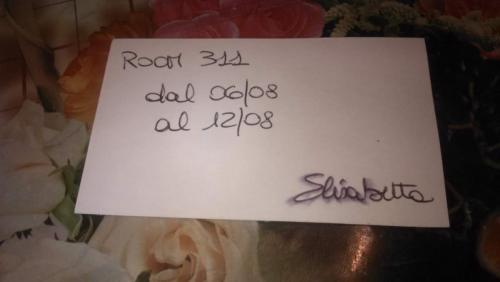 ROOM 311
dal 06/08
al 12/08
Elisabetta